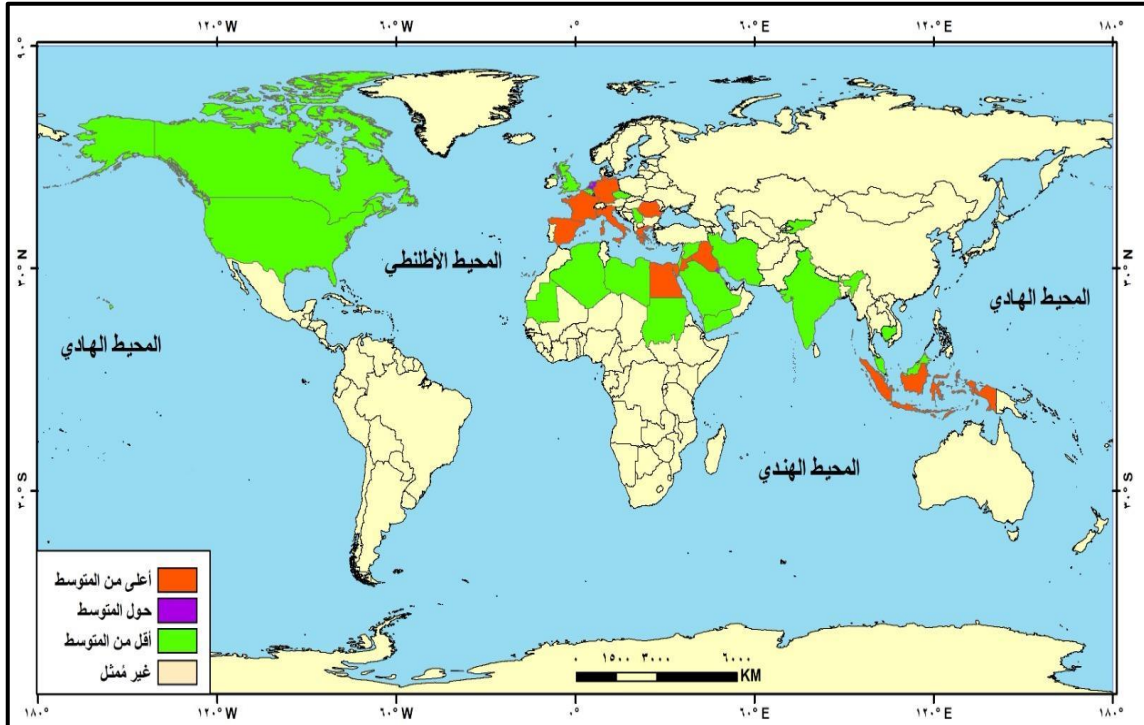 ١٢٠° W ٦٠° W ٠° ٦٠° E ١٢٠° E ١٨٠°
٩٠°
٣٠° N
٣٠° N
المحيط الأطلنطي
المحيط الهادي
المحيط الهادي
المحيط الهندي
٣٠° S
٣٠° S
أعلى من المتوسط
حول المتوسط
أقل من المتوسط
غير مُمثل
٠ ١٥٠٠ ٣٠٠٠ ٦٠٠٠
KM
١٨٠° ١٢٠° W ٦٠° W ٠° ٦٠° E ١٢٠° E ١٨٠°